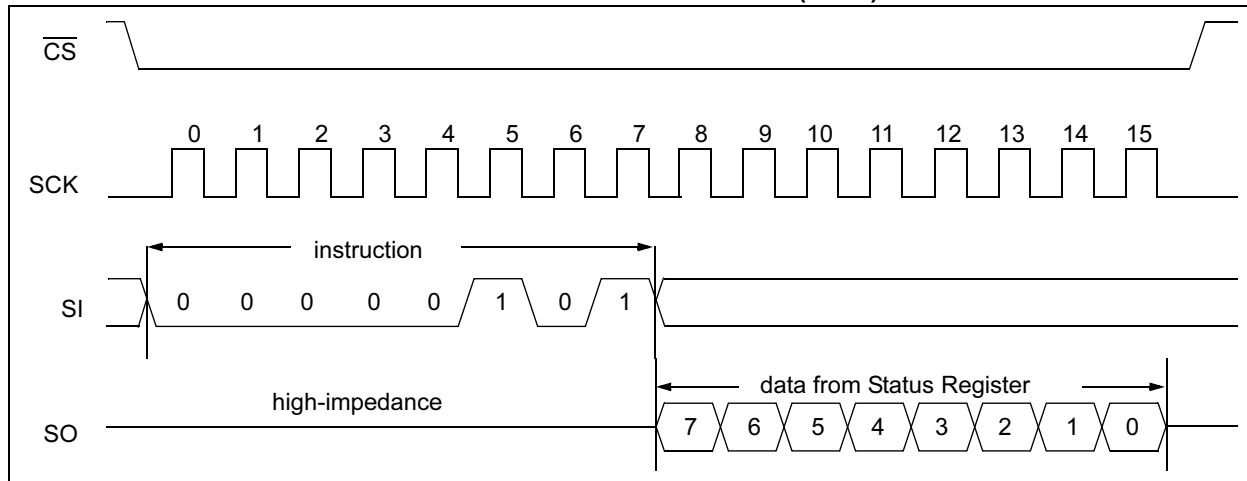 CS
0 1 2 3 4 5 6 7 8 9 10 11 12 13 14 15
SCK
instruction
SI 0 0 0 0 0 1 0 1
data from Status Register
high-impedance
SO 7 6 5 4 3 2 1 0